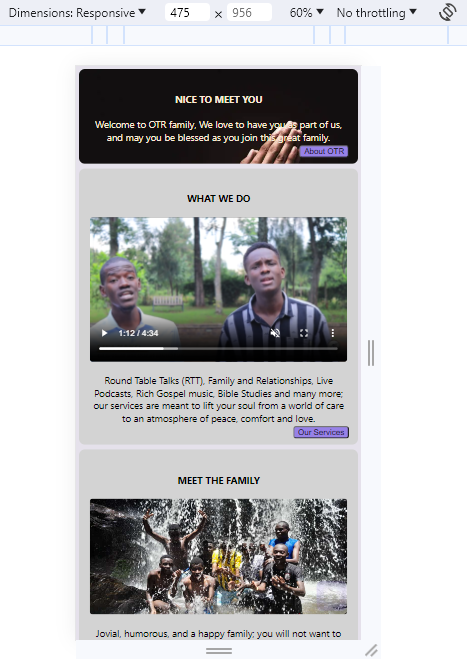 Dimensions: Responsive 475 × 956 60% No throttling
NICE TO MEET YOU
Welcome to OTR family, We love to have you as part of us,
and may you be blessed as you join this great family.
About OTR
WHAT WE DO
1:12 / 4:34
Round Table Talks (RTT), Family and Relationships, Live
Podcasts, Rich Gospel music, Bible Studies and many more;
our services are meant to lift your soul from a world of care
to an atmosphere of peace, comfort and love.
Our Services
MEET THE FAMILY
Jovial, humorous, and a happy family; you will not want to